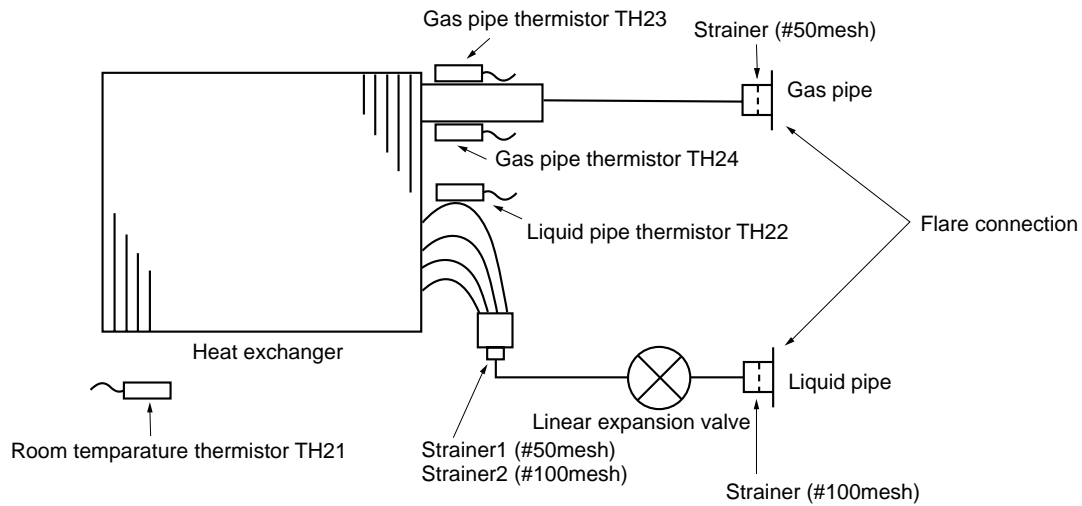 Gas pipe thermistor TH23
Strainer (#50mesh)
Gas pipe
Gas pipe thermistor TH24
Liquid pipe thermistor TH22
Flare connection
Heat exchanger
Liquid pipe
Linear expansion valve
Room temparature thermistor TH21
Strainer1 (#50mesh)
Strainer2 (#100mesh)
Strainer (#100mesh)